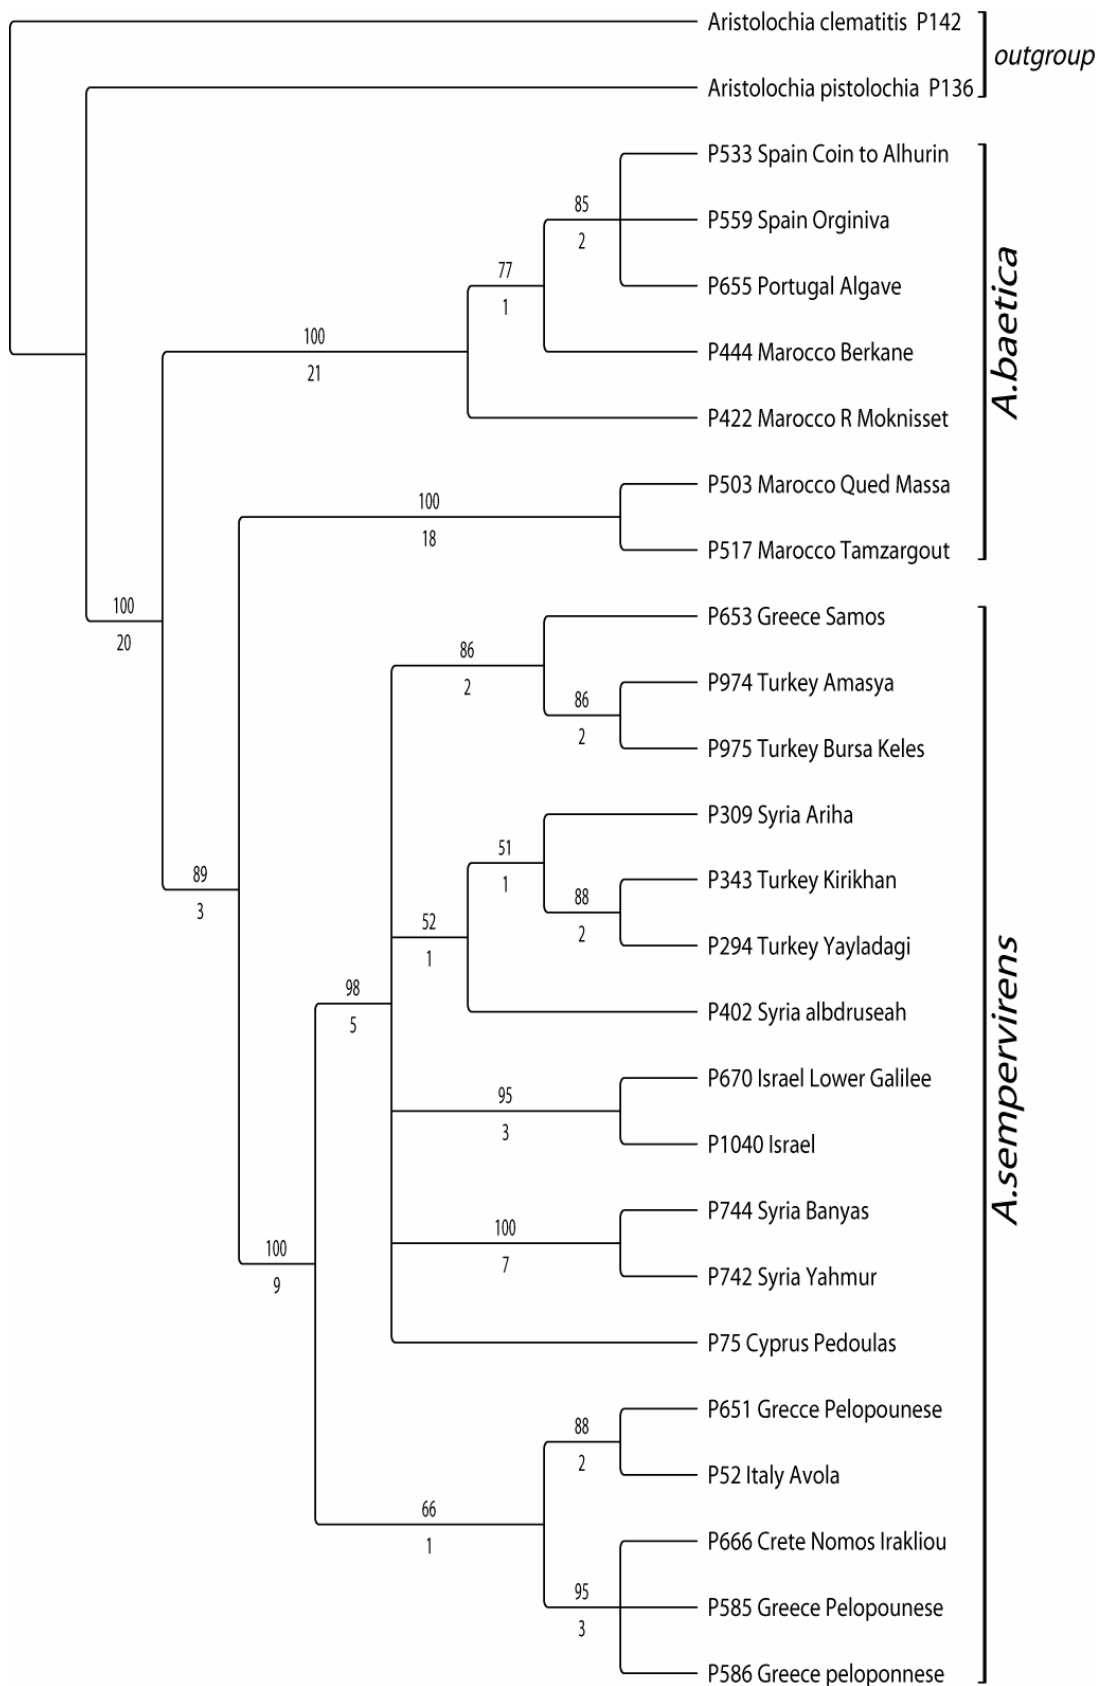 Aristolochia clematitis P142
outgroup
Aristolochia pistolochia P136
P533 Spain Coin to Alhurin
85
P559 Spain Orginiva
2
77
P655 Portugal Algave
1
A.baetica
100
P444 Marocco Berkane
21
P422 Marocco R Moknisset
P503 Marocco Qued Massa
100
18
P517 Marocco Tamzargout
100
P653 Greece Samos
20
86
2
P974 Turkey Amasya
86
2
P975 Turkey Bursa Keles
P309 Syria Ariha
51
89
1
P343 Turkey Kirikhan
88
3
2
52
P294 Turkey Yayladagi
1
98
P402 Syria albdruseah
5
A.sempervirens
P670 Israel Lower Galilee
95
3
P1040 Israel
P744 Syria Banyas
100
100
7
9
P742 Syria Yahmur
P75 Cyprus Pedoulas
P651 Grecce Pelopounese
88
2
P52 Italy Avola
66
1
P666 Crete Nomos Irakliou
95
P585 Greece Pelopounese
3
P586 Greece peloponnese